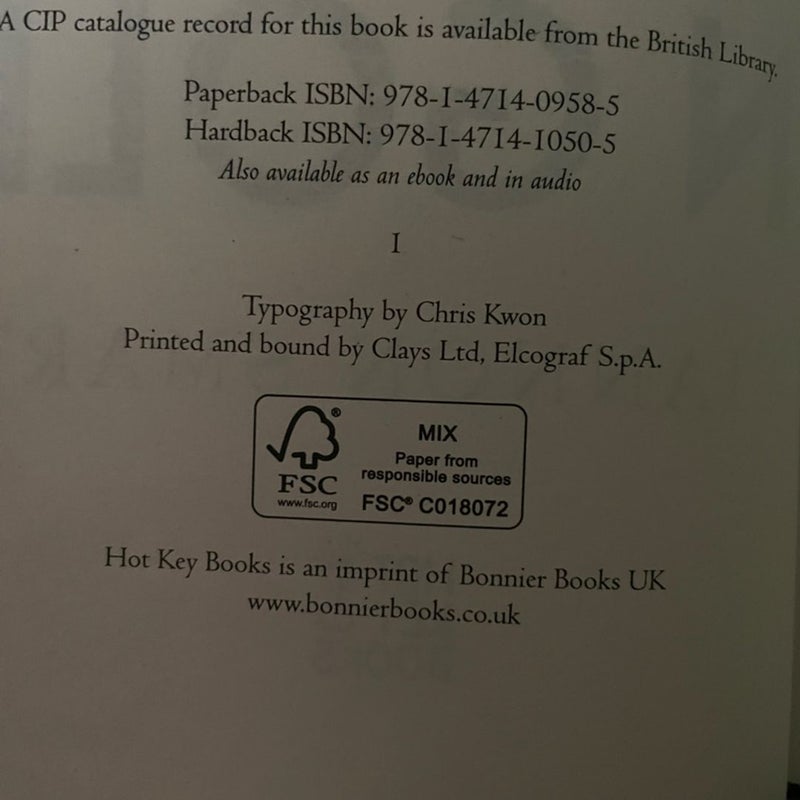 A CIP catalogue record for this book is available from the British Library.
Paperback ISBN: 978-1-4714-0958-5
Hardback ISBN: 978-1-4714-1050-5
Also available as an ebook and in audio
1
Typography by Chris Kwon
Printed and bound by Clays Ltd, Elcograf S.p.A.
FSC
www.fsc.org
MIX
Paper from
responsible sources
FSC® C018072
Hot Key Books is an imprint of Bonnier Books UK
www.bonnierbooks.co.uk